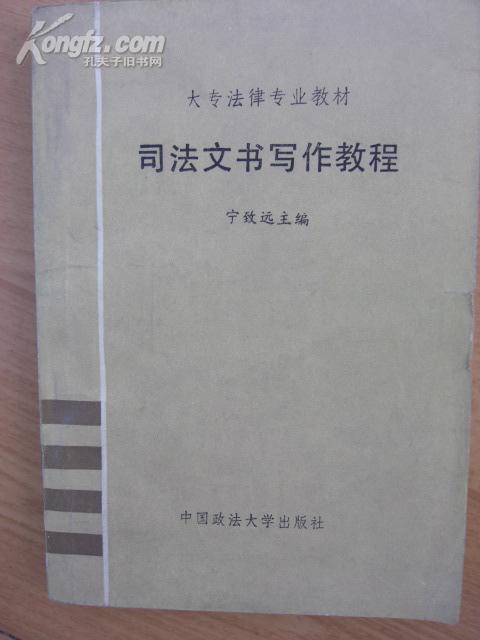 Kongfz.com
孔夫子旧书网
大专法律专业教材
司法文书写作教程
宁致远主编
中国政法大学出版社